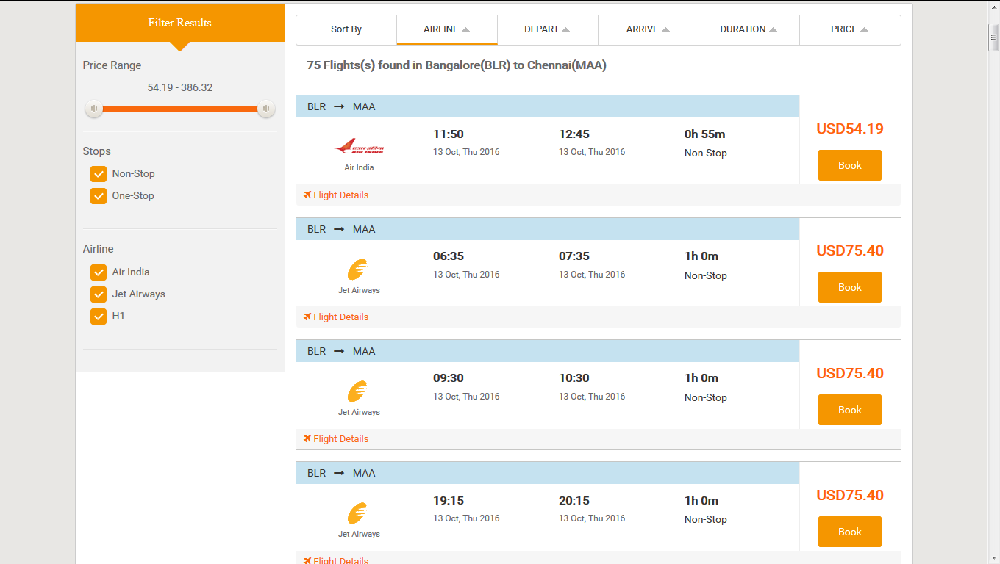 Filter Results
Price Range
54.19 - 386.32
Stops
Non-Stop
One-Stop
Airline
Air India
Jet Airways
H1
Sort By AIRLINE DEPART ARRIVE DURATION PRICE
75 Flights(s) found in Bangalore(BLR) to Chennai(MAA)
BLR → MAA
11:50 12:45 0h 55m USD54.19
13 Oct, Thu 2016 13 Oct, Thu 2016 Non-Stop
AIR INDIA
Air India
Book
Flight Details
BLR → MAA
06:35 07:35 1h 0m USD75.40
13 Oct, Thu 2016 13 Oct, Thu 2016 Non-Stop
Jet Airways
Book
Flight Details
BLR → MAA
09:30 10:30 1h 0m USD75.40
13 Oct, Thu 2016 13 Oct, Thu 2016 Non-Stop
Jet Airways
Book
Flight Details
BLR → MAA
19:15 20:15 1h 0m USD75.40
13 Oct, Thu 2016 13 Oct, Thu 2016 Non-Stop
Jet Airways
Book
Flight Details